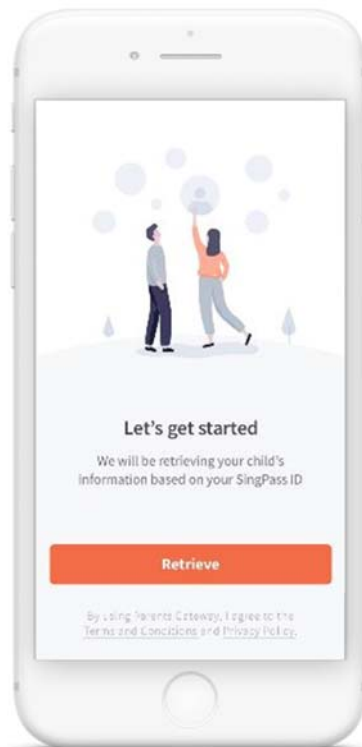 Let's get started
We will be retrieving your child's
information based on your SingPass ID
Retrieve
By using Parents Gateway, I agree to the
Terms and Conditions and Privacy Policy.